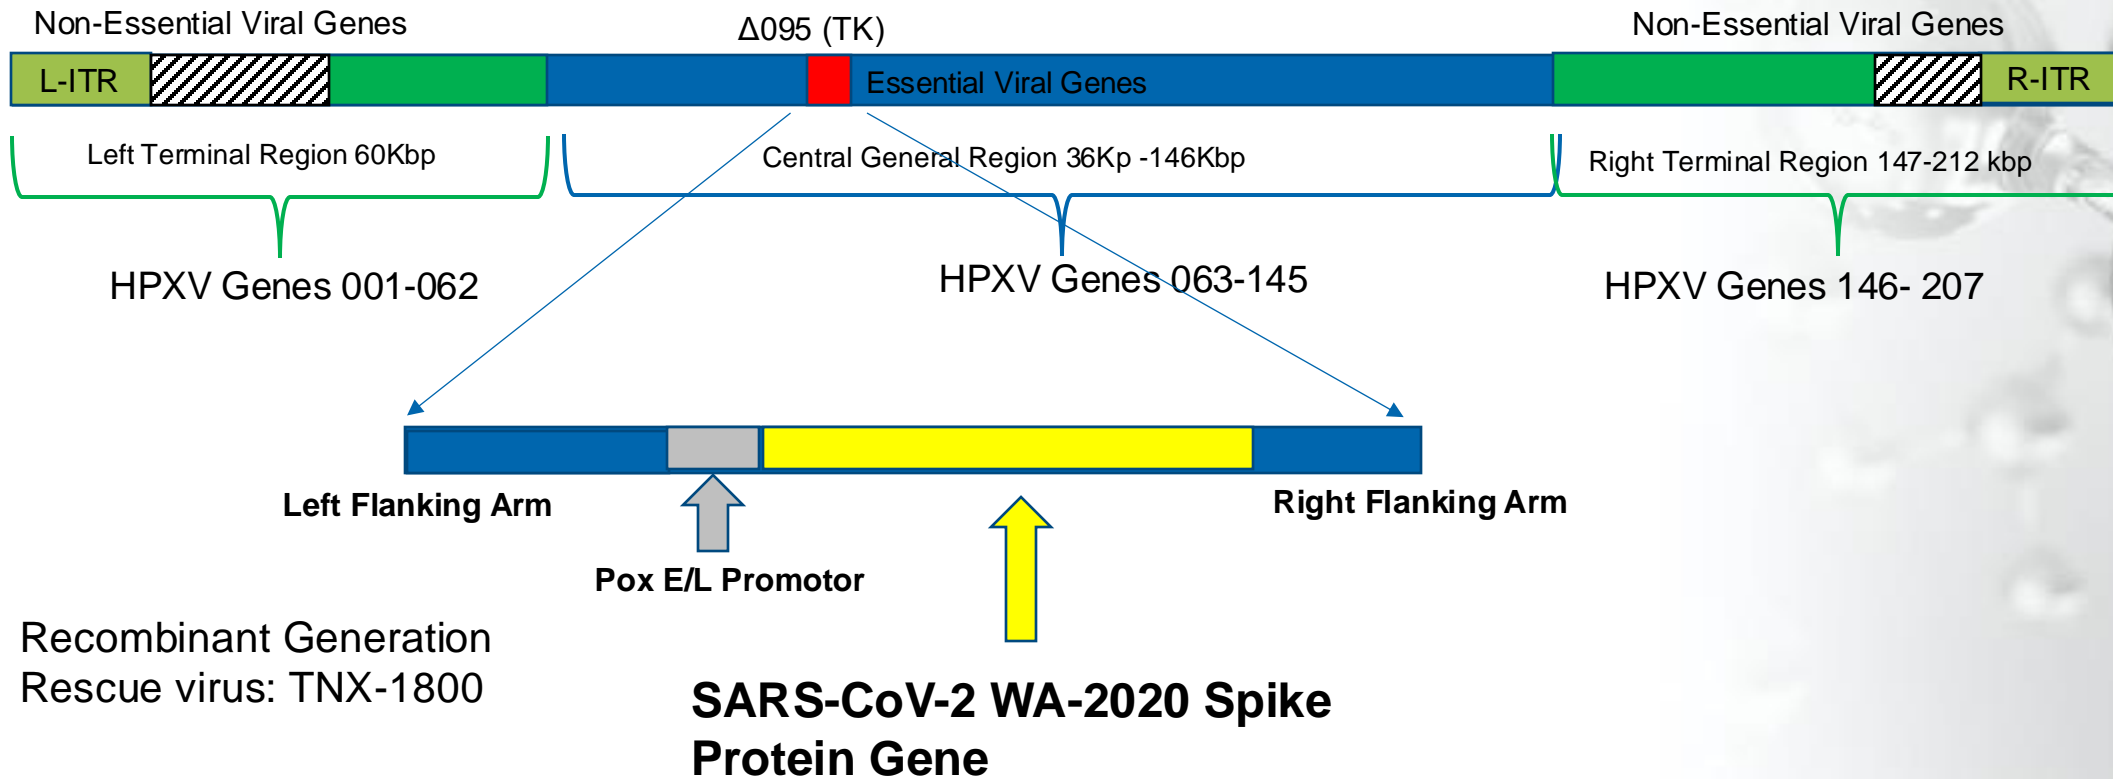 Non-Essential Viral Genes
Δ095 (TK)
Non-Essential Viral Genes
L-ITR
Essential Viral Genes
R-ITR
Left Terminal Region 60Kbp
Central General Region 36Kp -146Kbp
Right Terminal Region 147-212 kbp
HPXV Genes 001-062
HPXV Genes 063-145
HPXV Genes 146- 207
Left Flanking Arm
Right Flanking Arm
Pox E/L Promotor
Recombinant Generation
Rescue virus: TNX-1800
SARS-CoV-2 WA-2020 Spike
Protein Gene